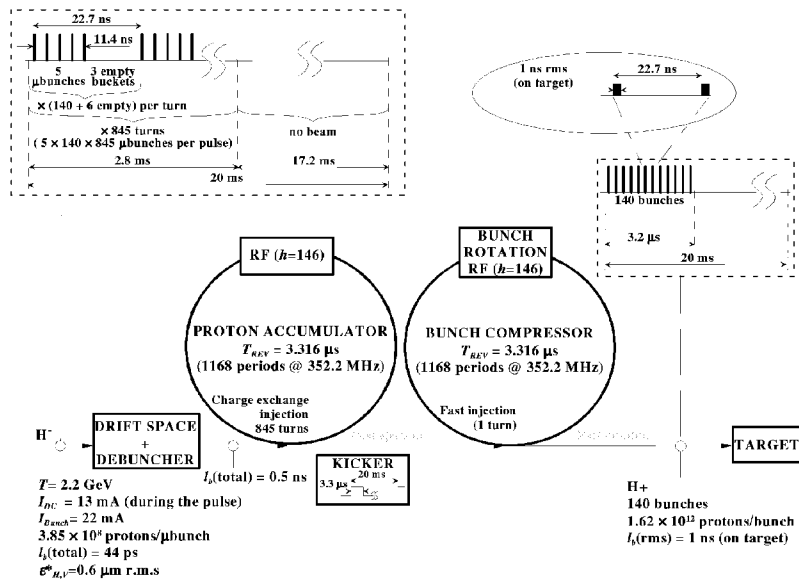 22.7 ns
11.4 ns
5 3 empty
μbunches buckets
× (140 + 6 empty) per turn
× 845 turns
( 5 × 140 × 845 μbunches per pulse)
no beam
2.8 ms
17.2 ms
20 ms
1 ns rms
(on target)
22.7 ns
140 bunches
3.2 μs
20 ms
RF (h=146)
BUNCH
ROTATION
RF (h=146)
PROTON ACCUMULATOR
T_REV = 3.316 μs
(1168 periods @ 352.2 MHz)
BUNCH COMPRESSOR
T_REV = 3.316 μs
(1168 periods @ 352.2 MHz)
Charge exchange
injection
845 turns
Fast injection
(1 turn)
H⁻
DRIFT SPACE
+
DEBUNCHER
TARGET
l_b(total) = 0.5 ns
KICKER
20 ms
3.3 μs
T= 2.2 GeV
I_DC = 13 mA (during the pulse)
I_Bunch= 22 mA
3.85 × 10⁸ protons/μbunch
l_b(total) = 44 ps
ε*_H,V=0.6 μm r.m.s
H+
140 bunches
1.62 × 10¹² protons/bunch
l_b(rms) = 1 ns (on target)